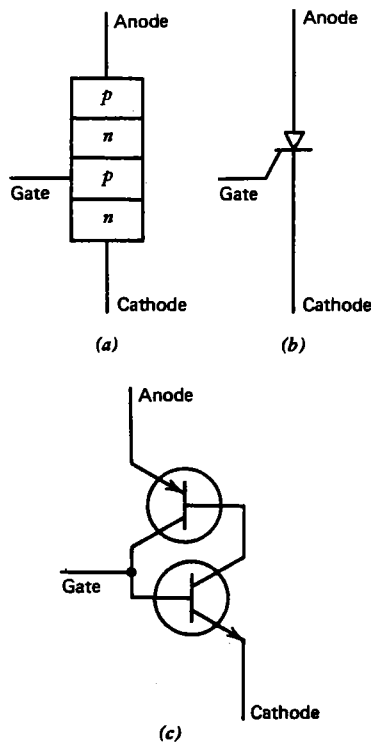 Anode
p
n
p
n
Gate
Cathode
(a)
Anode
Gate
Cathode
(b)
Anode
Gate
Cathode
(c)